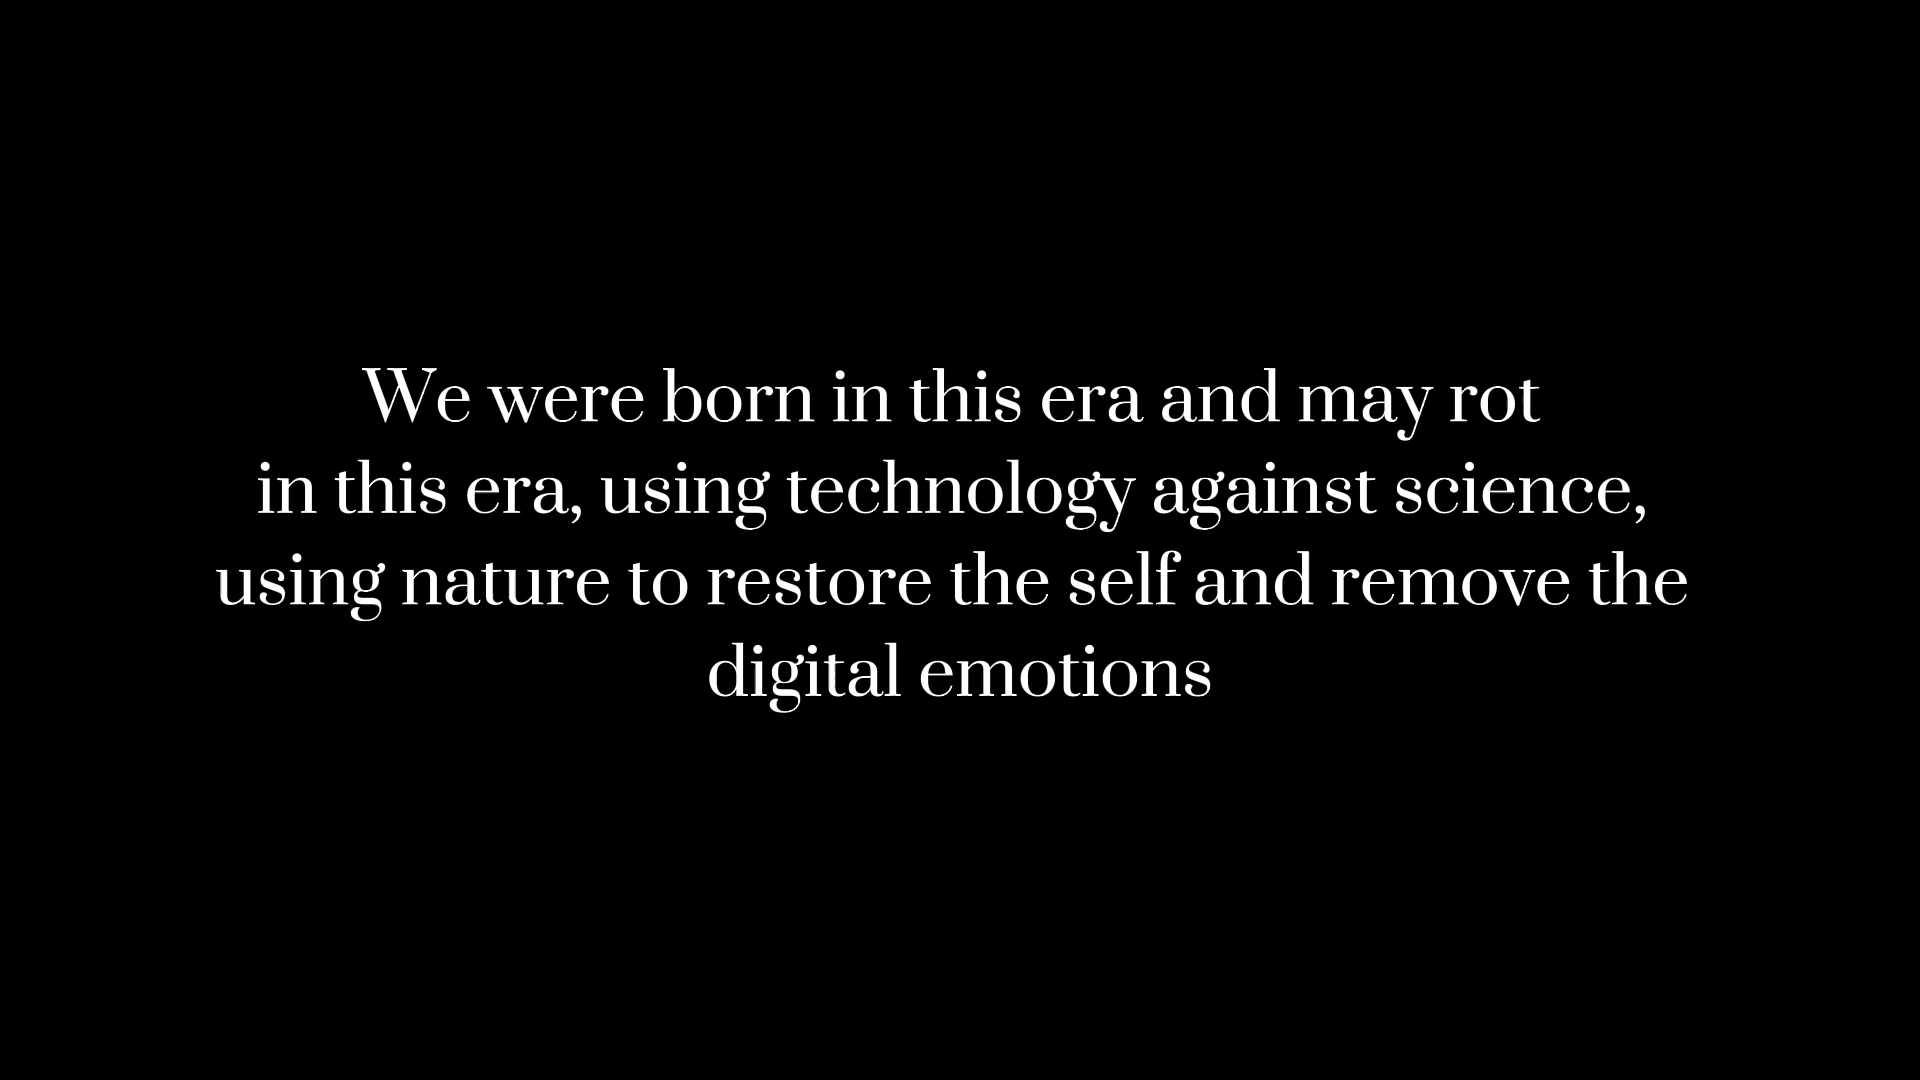 We were born in this era and may rot
in this era, using technology against science,
using nature to restore the self and remove the
digital emotions